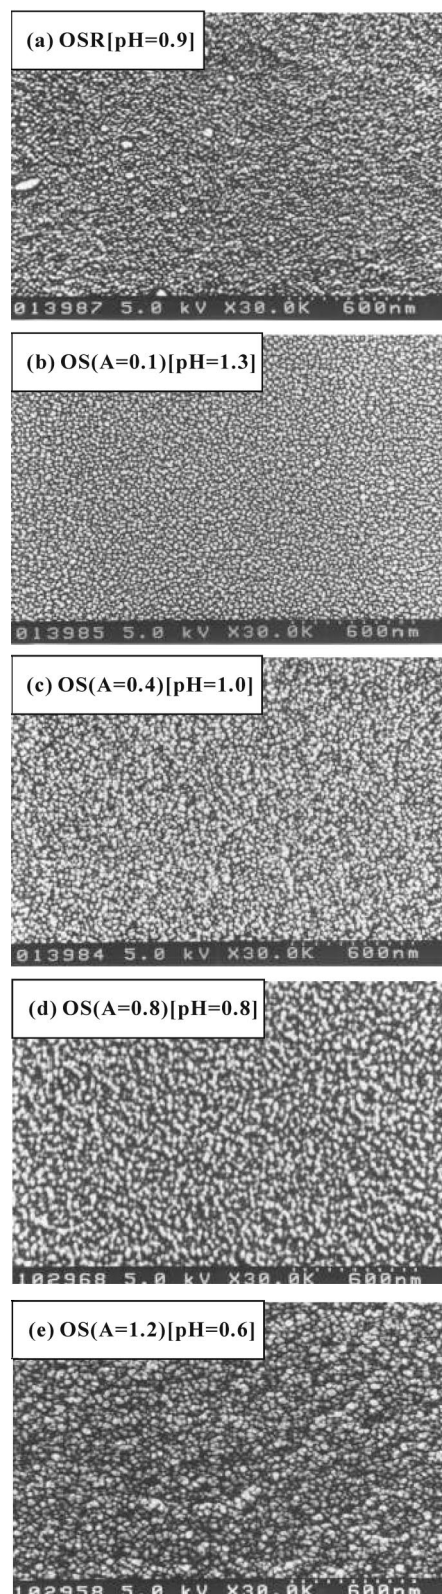 (a) OSR[pH=0.9]
013987 5.0 kV X30.0K 600nm
(b) OS(A=0.1)[pH=1.3]
013985 5.0 kV X30.0K 600nm
(c) OS(A=0.4)[pH=1.0]
013984 5.0 kV X30.0K 600nm
(d) OS(A=0.8)[pH=0.8]
102968 5.0 kV X30.0K 600nm
(e) OS(A=1.2)[pH=0.6]
102958 5.0 kV X30.0K 600nm